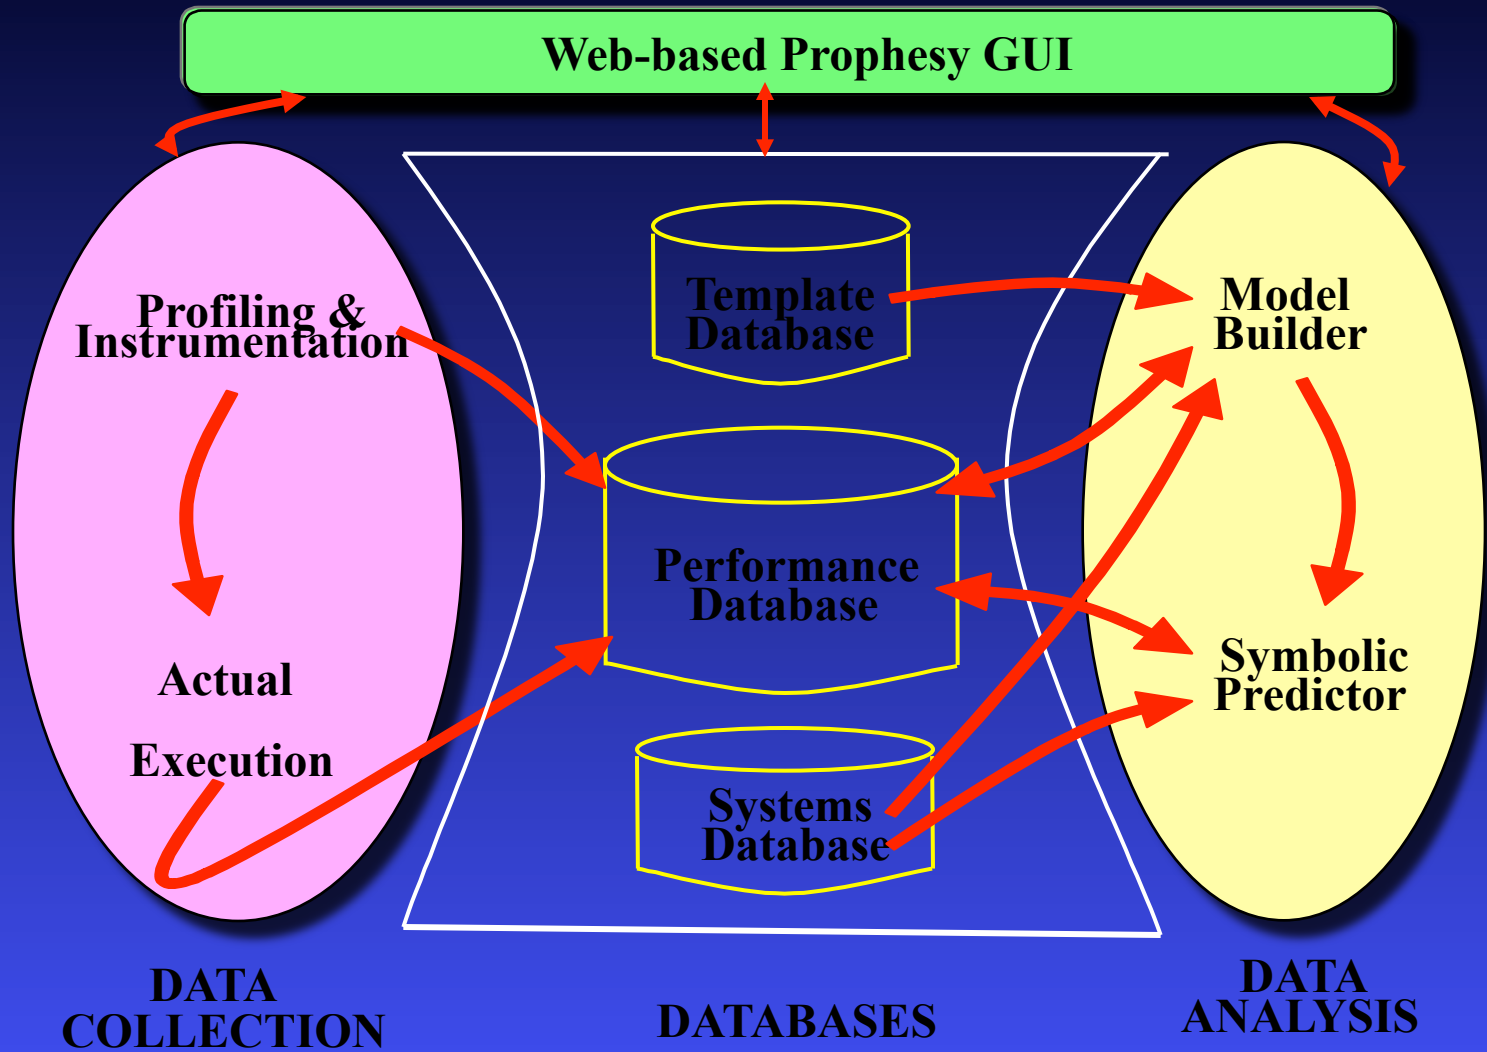 Web-based Prophesy GUI
Profiling &
Instrumentation
Actual
Execution
Template
Database
Performance
Database
Systems
Database
Model
Builder
Symbolic
Predictor
DATA
COLLECTION
DATABASES
DATA
ANALYSIS